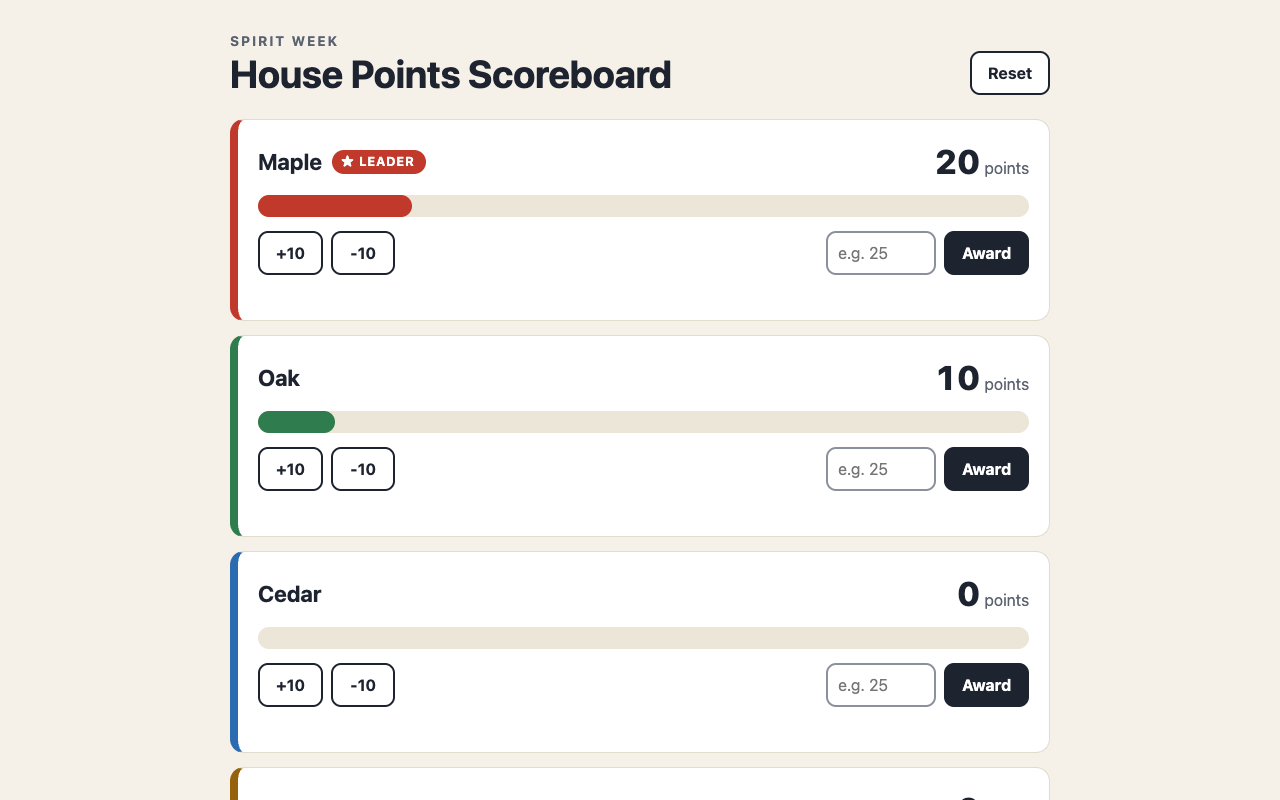 SPIRIT WEEK
House Points Scoreboard
Reset
Maple
LEADER
20 points
+10
-10
e.g. 25
Award
Oak
10 points
+10
-10
e.g. 25
Award
Cedar
0 points
+10
-10
e.g. 25
Award